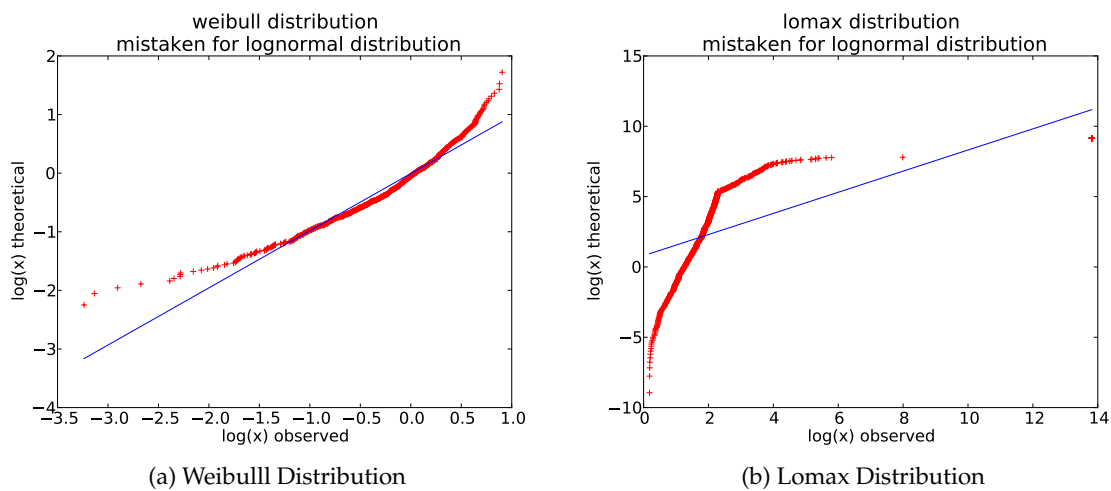 weibull distribution
mistaken for lognormal distribution
2
1
0
−1
−2
−3
−4
log(x) theoretical
−3.5 −3.0 −2.5 −2.0 −1.5 −1.0 −0.5 0.0 0.5 1.0
log(x) observed
(a) Weibulll Distribution
lomax distribution
mistaken for lognormal distribution
15
10
5
0
−5
−10
log(x) theoretical
0 2 4 6 8 10 12 14
log(x) observed
(b) Lomax Distribution